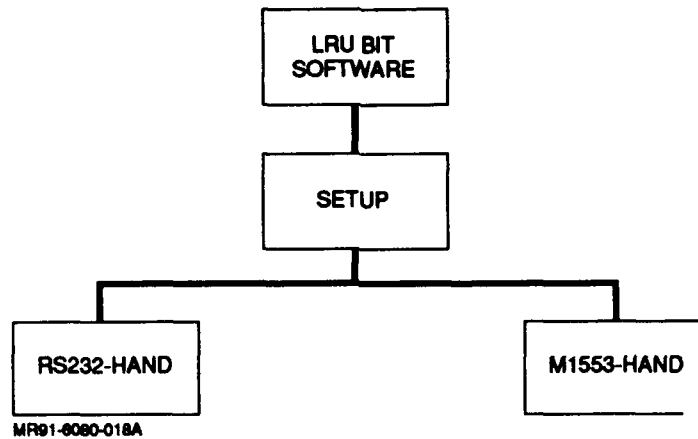 LRU BIT
SOFTWARE
SETUP
RS232-HAND
M1553-HAND
MR91-6080-018A